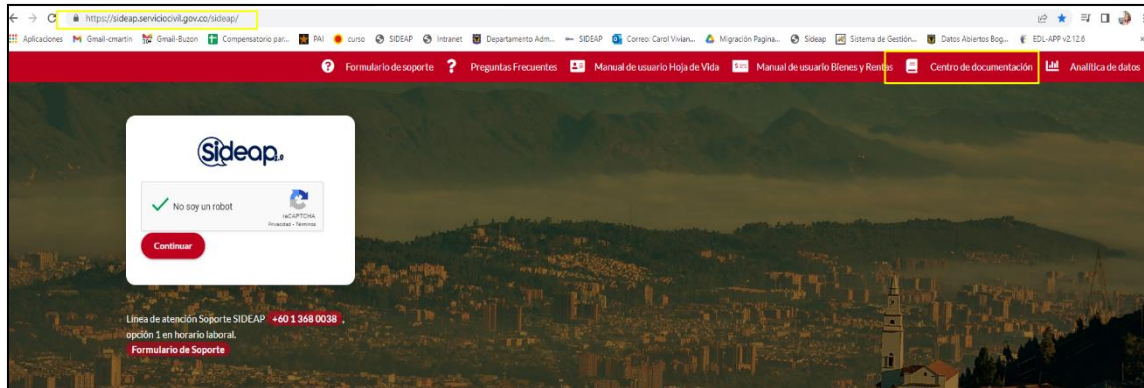 https://sideap.serviciocivil.gov.co/sideap/
Aplicaciones Gmail-cmartin Gmail-Buzon Compensatorio par... PAI curso SIDEAP Intranet Departamento Adm... SIDEAP Correo: Carol Vivian... Migración Pagina... Sideap Sistema de Gestión... Datos Abiertos Bog... EDL-APP v2.12.6
Formulario de soporte Preguntas Frecuentes Manual de usuario Hoja de Vida Manual de usuario Bienes y Rentas Centro de documentación Analítica de datos
Sideap 2.0
No soy un robot
reCAPTCHA
Privacidad - Términos
Continuar
Línea de atención Soporte SIDEAP +60 1 368 0038 ,
opción 1 en horario laboral.
Formulario de Soporte